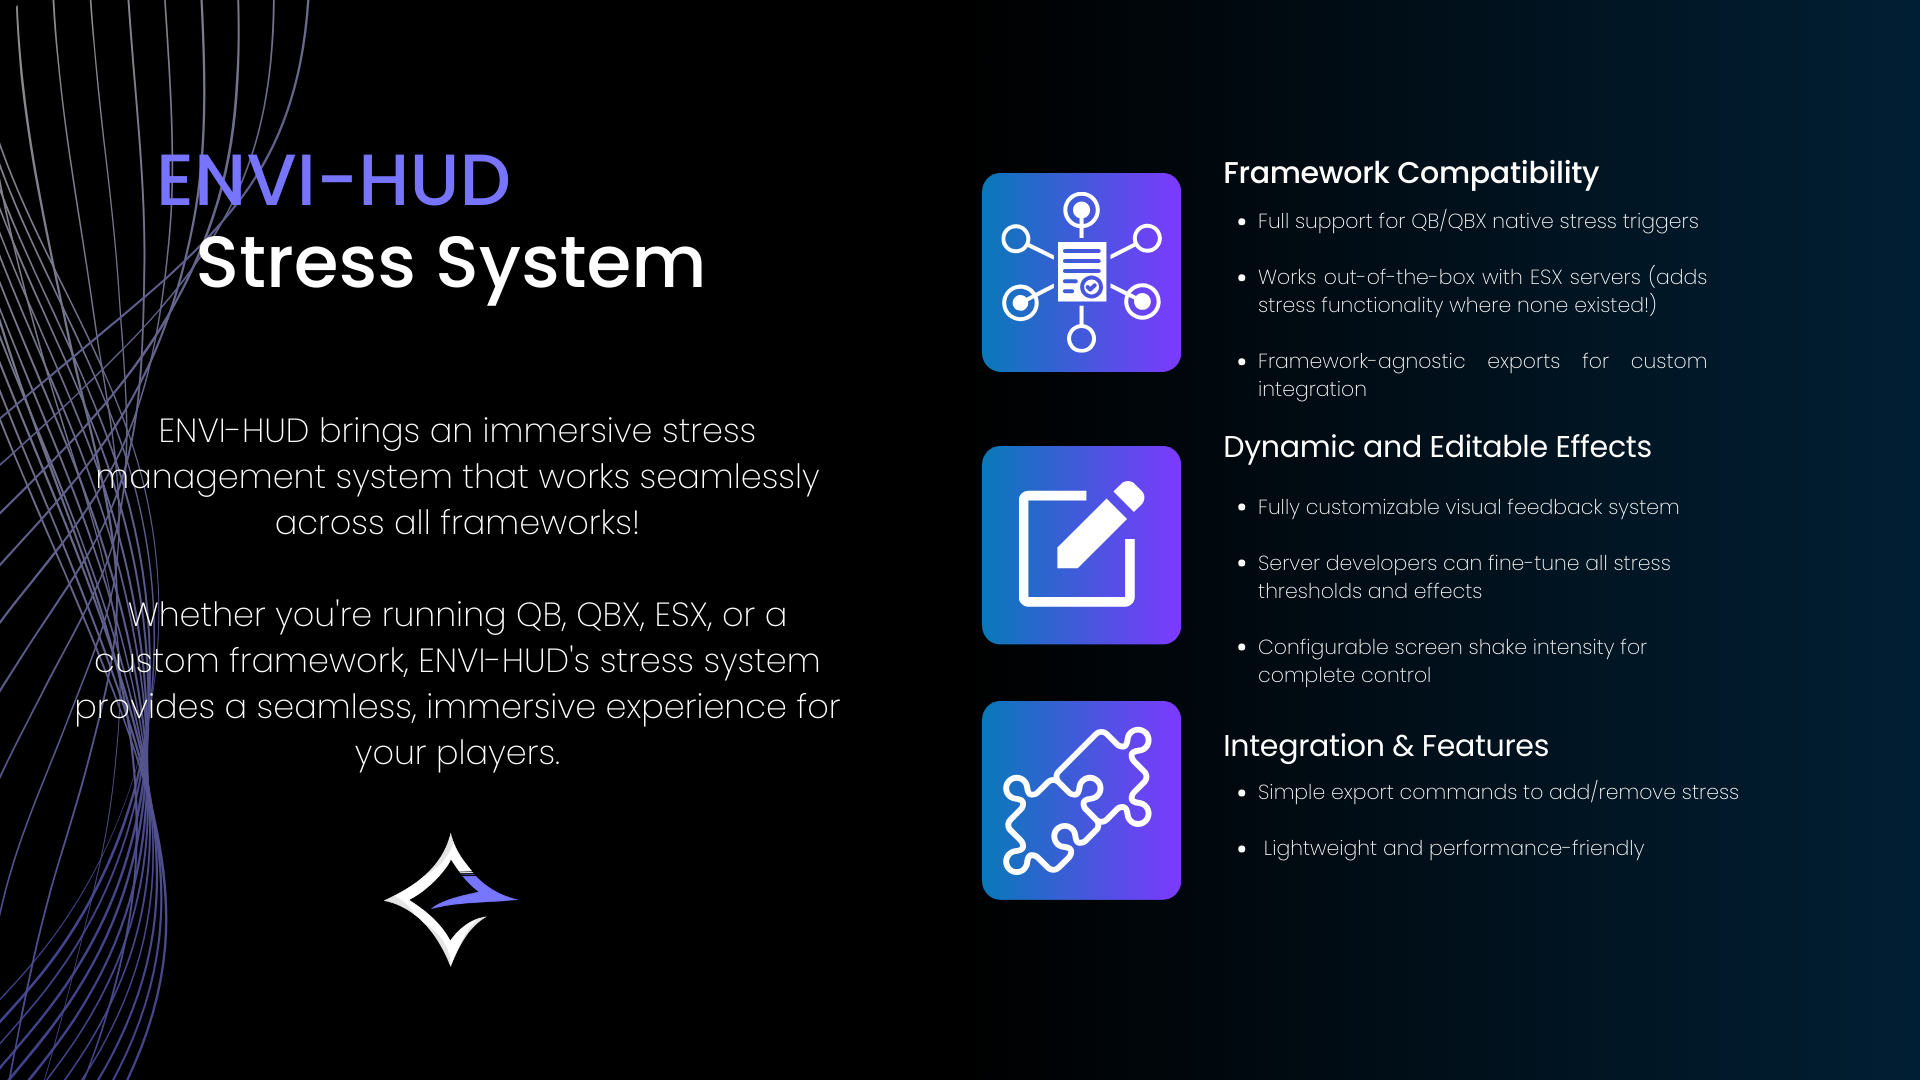 ENVI-HUD
Stress System
ENVI-HUD brings an immersive stress
management system that works seamlessly
across all frameworks!
Whether you're running QB, QBX, ESX, or a
custom framework, ENVI-HUD's stress system
provides a seamless, immersive experience for
your players.
Framework Compatibility
• Full support for QB/QBX native stress triggers
• Works out-of-the-box with ESX servers (adds
stress functionality where none existed!)
• Framework-agnostic exports for custom
integration
Dynamic and Editable Effects
• Fully customizable visual feedback system
• Server developers can fine-tune all stress
thresholds and effects
• Configurable screen shake intensity for
complete control
Integration & Features
• Simple export commands to add/remove stress
• Lightweight and performance-friendly